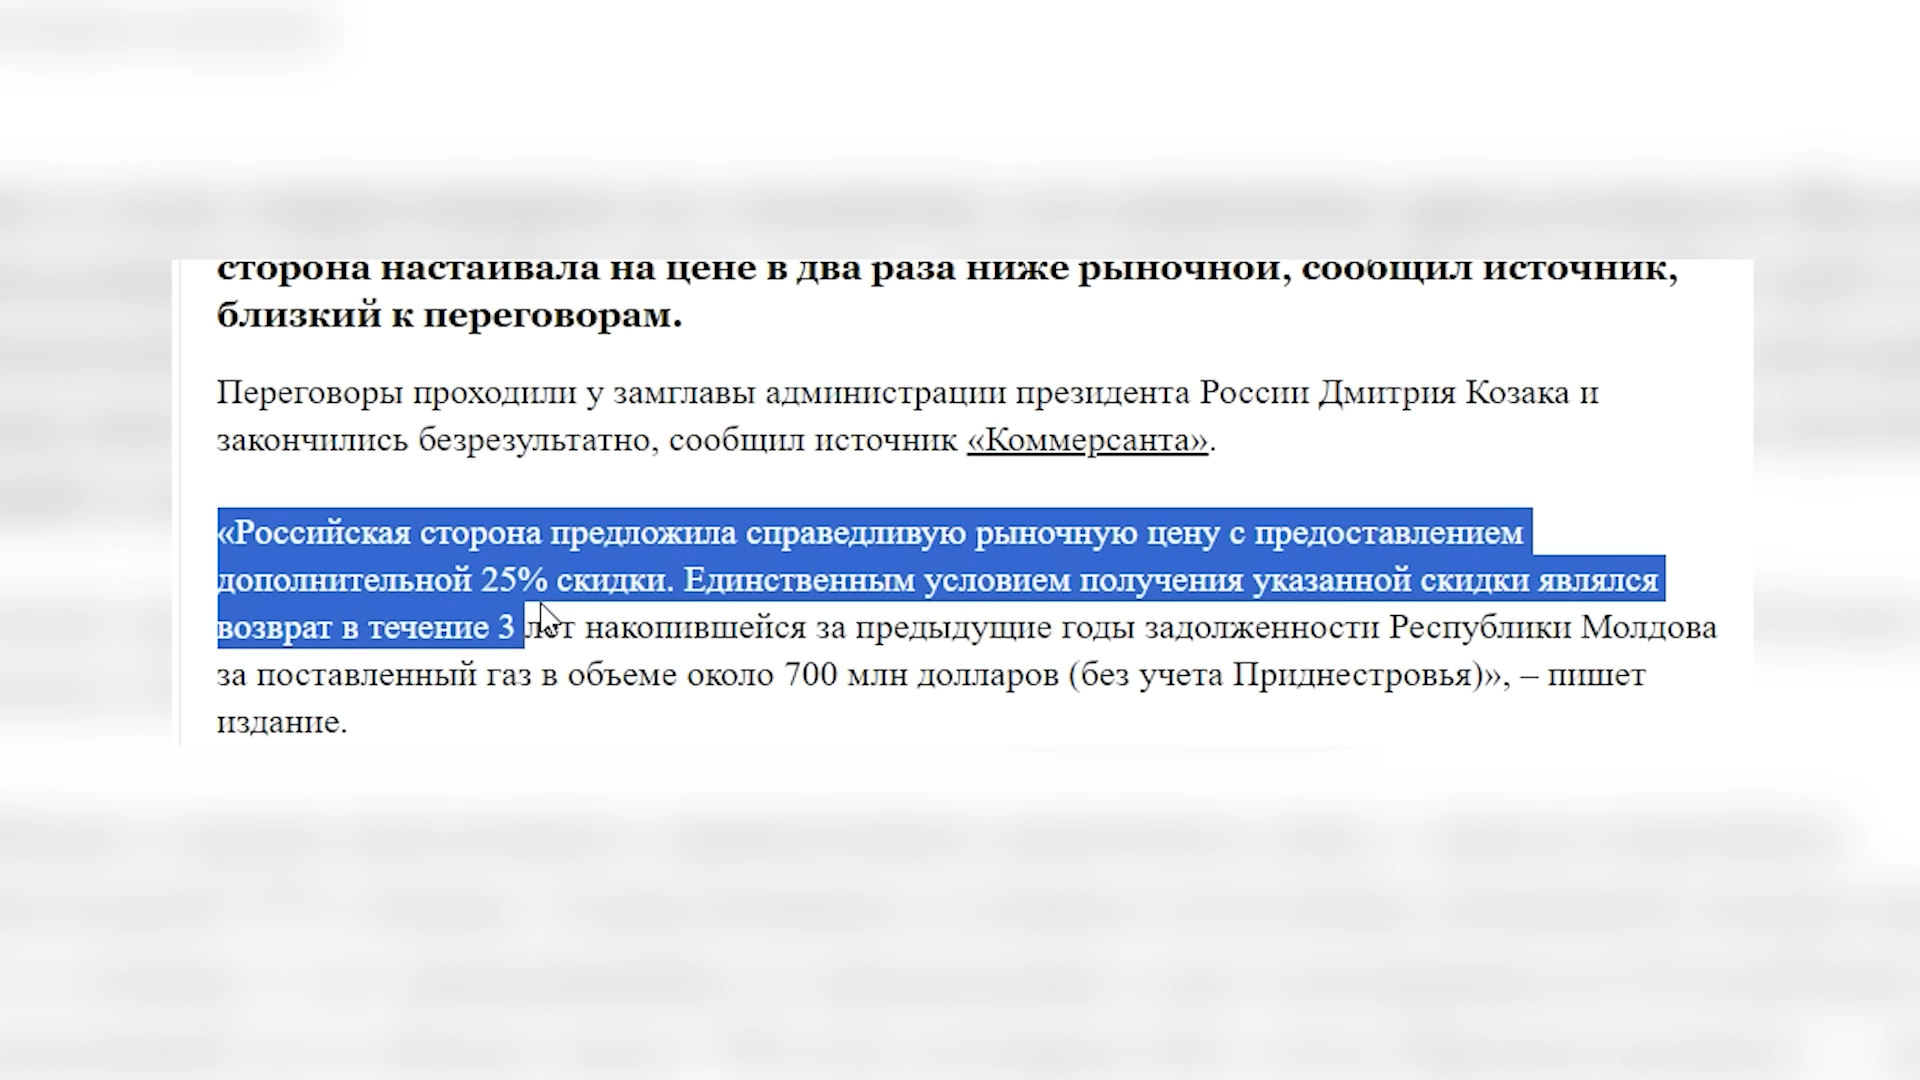 сторона настаивала на цене в два раза ниже рыночной, сообщил источник,
близкий к переговорам.
Переговоры проходили у замглавы администрации президента России Дмитрия Козака и
закончились безрезультатно, сообщил источник «Коммерсанта».
«Российская сторона предложила справедливую рыночную цену с предоставлением
дополнительной 25% скидки. Единственным условием получения указанной скидки являлся
возврат в течение 3 лет накопившейся за предыдущие годы задолженности Республики Молдова
за поставленный газ в объеме около 700 млн долларов (без учета Приднестровья)», – пишет
издание.